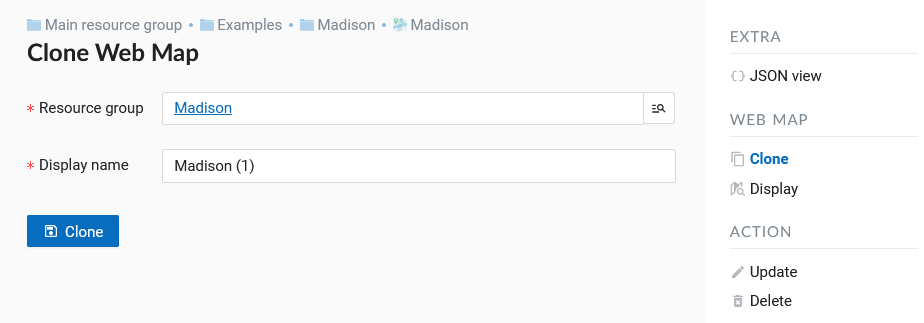 Main resource group • Examples • Madison • Madison
Clone Web Map
* Resource group Madison
* Display name Madison (1)
Clone
EXTRA
JSON view
WEB MAP
Clone
Display
ACTION
Update
Delete